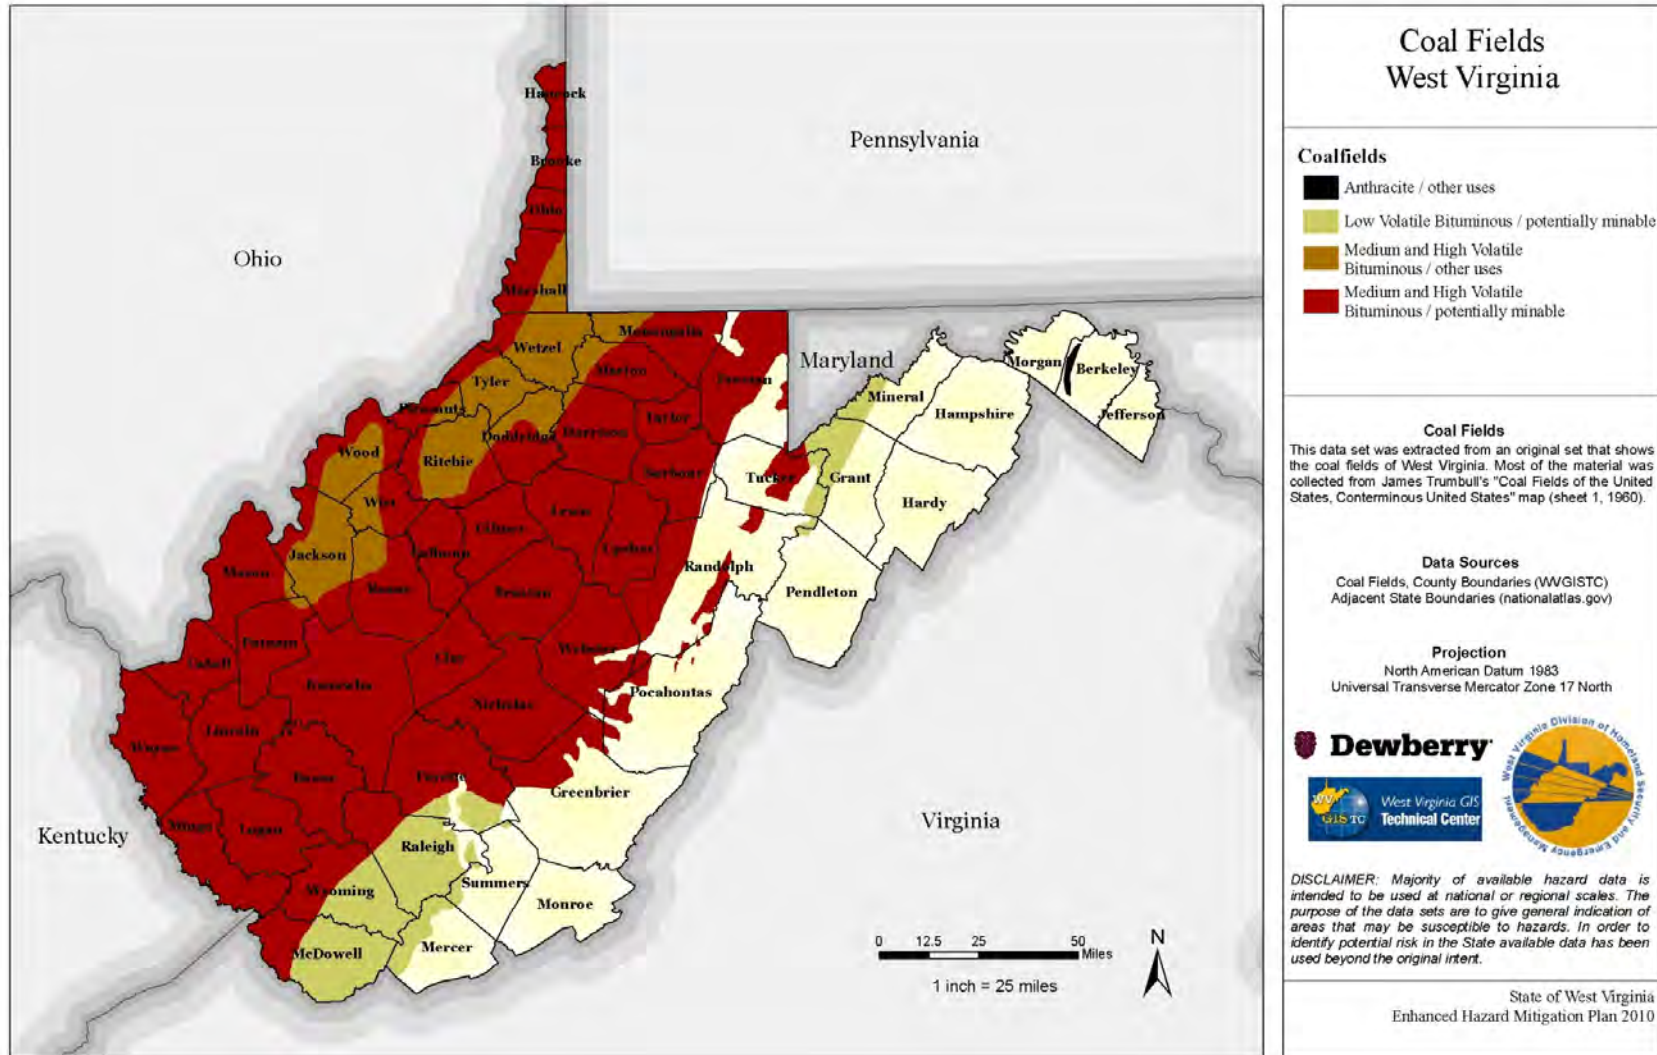 Coal Fields
West Virginia
Coalfields
Anthracite / other uses
Low Volatile Bituminous / potentially minable
Medium and High Volatile
Bituminous / other uses
Medium and High Volatile
Bituminous / potentially minable
Coal Fields
This data set was extracted from an original set that shows
the coal fields of West Virginia. Most of the material was
collected from James Trumbull's "Coal Fields of the United
States, Conterminous United States" map (sheet 1, 1960).
Data Sources
Coal Fields, County Boundaries (WVGISTC)
Adjacent State Boundaries (nationalatlas.gov)
Projection
North American Datum 1983
Universal Transverse Mercator Zone 17 North
Dewberry
WV
GIS TC
West Virginia GIS
Technical Center
West Virginia Division of Homeland Security and Emergency Management
DISCLAIMER: Majority of available hazard data is
intended to be used at national or regional scales. The
purpose of the data sets are to give general indication of
areas that may be susceptible to hazards. In order to
identify potential risk in the State available data has been
used beyond the original intent.
State of West Virginia
Enhanced Hazard Mitigation Plan 2010
Pennsylvania
Ohio
Maryland
Kentucky
Virginia
Hancock
Brooke
Ohio
Marshall
Wetzel
Monongalia
Tyler
Marion
Preston
Pleasants
Doddridge
Harrison
Taylor
Wood
Ritchie
Barbour
Wirt
Tucker
Grant
Mineral
Hampshire
Morgan
Berkeley
Jefferson
Hardy
Jackson
Calhoun
Gilmer
Lewis
Upshur
Randolph
Pendleton
Mason
Roane
Braxton
Putnam
Cabell
Clay
Webster
Kanawha
Nicholas
Pocahontas
Wayne
Lincoln
Boone
Fayette
Greenbrier
Mingo
Logan
Raleigh
Wyoming
Summers
Monroe
McDowell
Mercer
0 12.5 25 50
Miles
1 inch = 25 miles
N